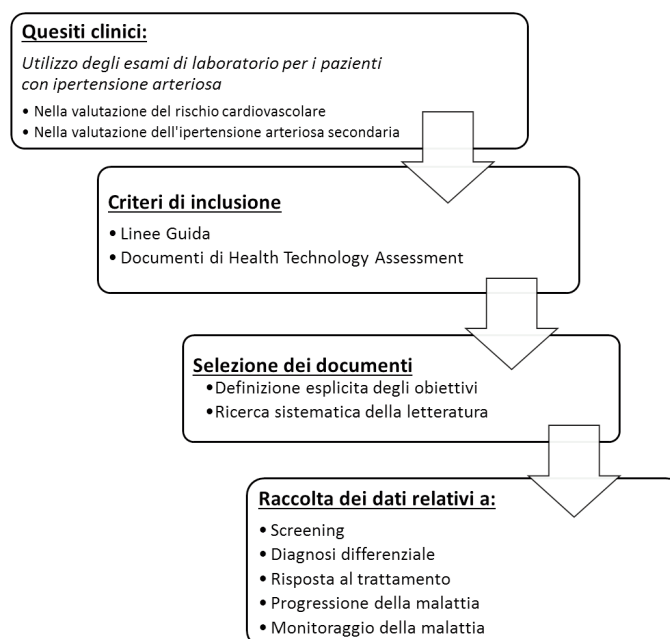 Quesiti clinici:
Utilizzo degli esami di laboratorio per i pazienti
con ipertensione arteriosa
• Nella valutazione del rischio cardiovascolare
• Nella valutazione dell'ipertensione arteriosa secondaria
Criteri di inclusione
• Linee Guida
• Documenti di Health Technology Assessment
Selezione dei documenti
• Definizione esplicita degli obiettivi
• Ricerca sistematica della letteratura
Raccolta dei dati relativi a:
• Screening
• Diagnosi differenziale
• Risposta al trattamento
• Progressione della malattia
• Monitoraggio della malattia